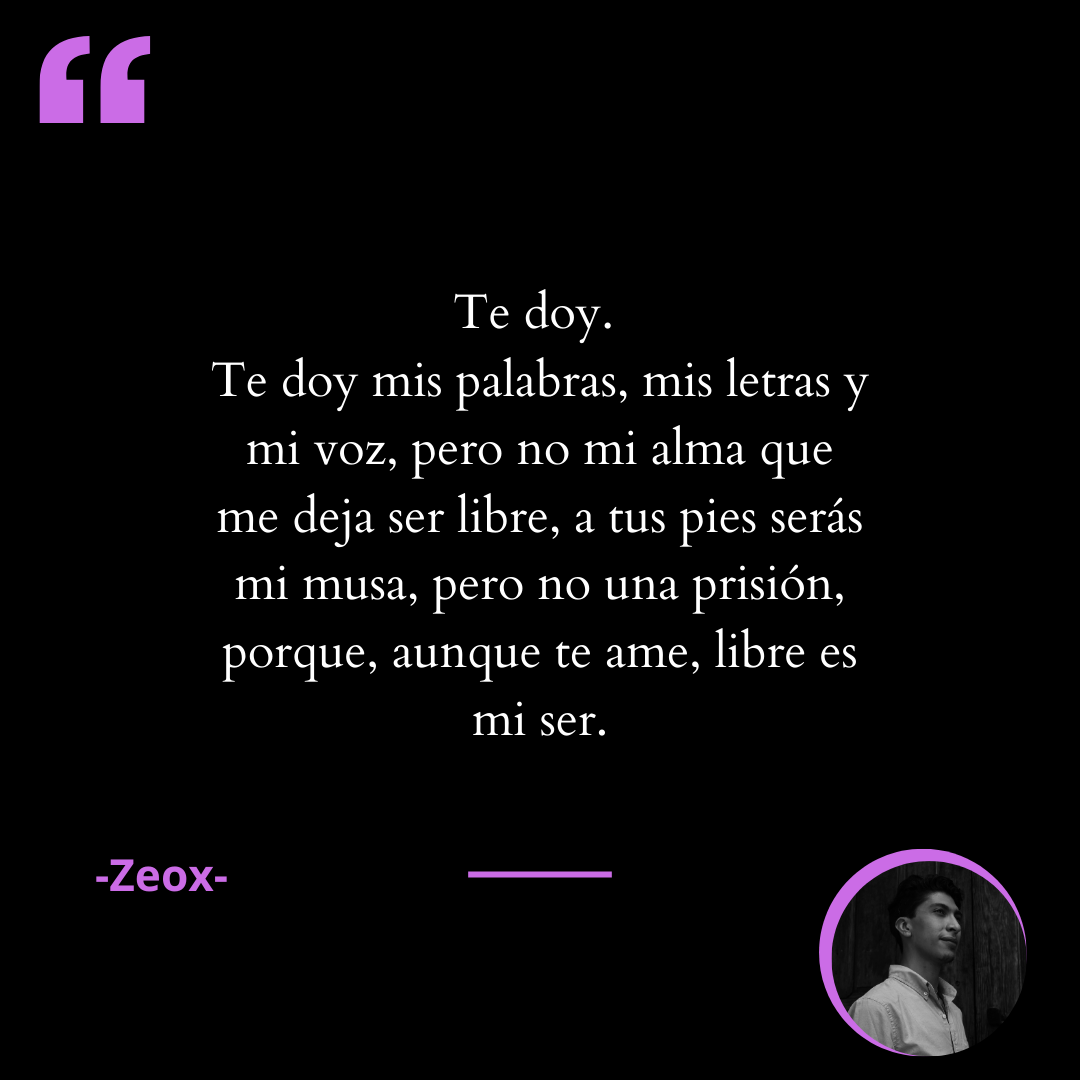 Te doy.
Te doy mis palabras, mis letras y
mi voz, pero no mi alma que
me deja ser libre, a tus pies serás
mi musa, pero no una prisión,
porque, aunque te ame, libre es
mi ser.
-Zeox-